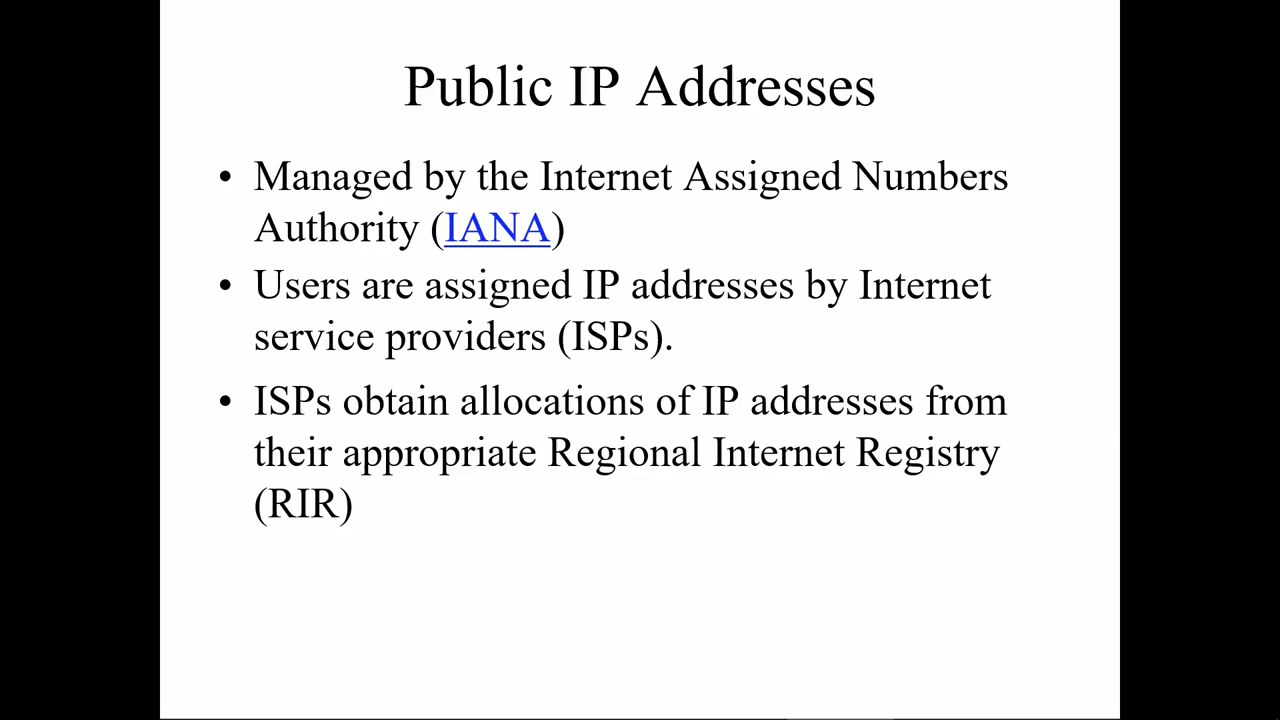 Public IP Addresses
• Managed by the Internet Assigned Numbers
Authority (IANA)
• Users are assigned IP addresses by Internet
service providers (ISPs).
• ISPs obtain allocations of IP addresses from
their appropriate Regional Internet Registry
(RIR)